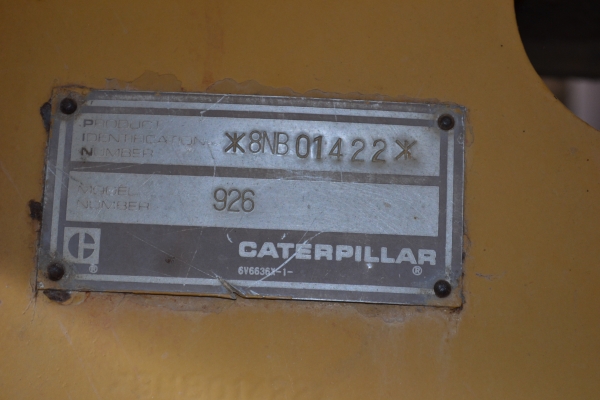 PRODUCT
IDENTIFICATION *8NB01422*
NUMBER
MODEL
NUMBER 926
CATERPILLAR